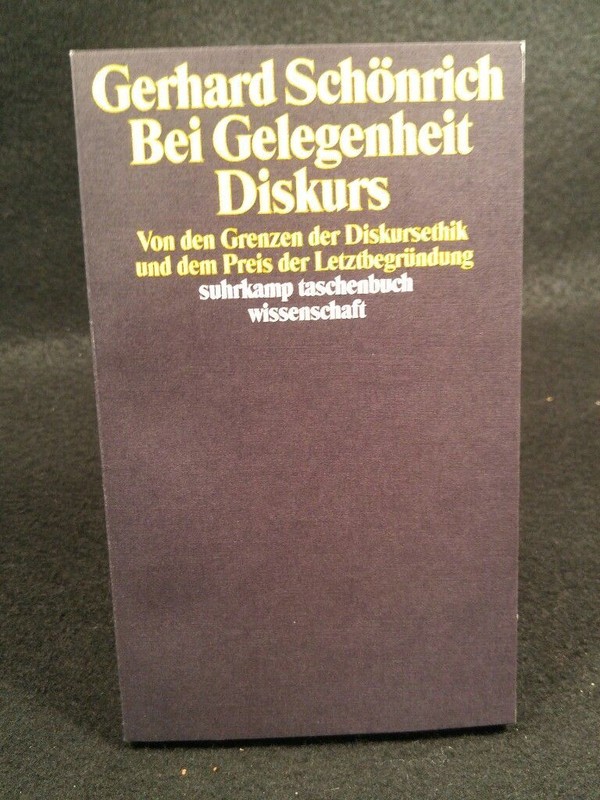 Gerhard Schönrich
Bei Gelegenheit
Diskurs
Von den Grenzen der Diskursethik
und dem Preis der Letztbegründung
suhrkamp taschenbuch
wissenschaft